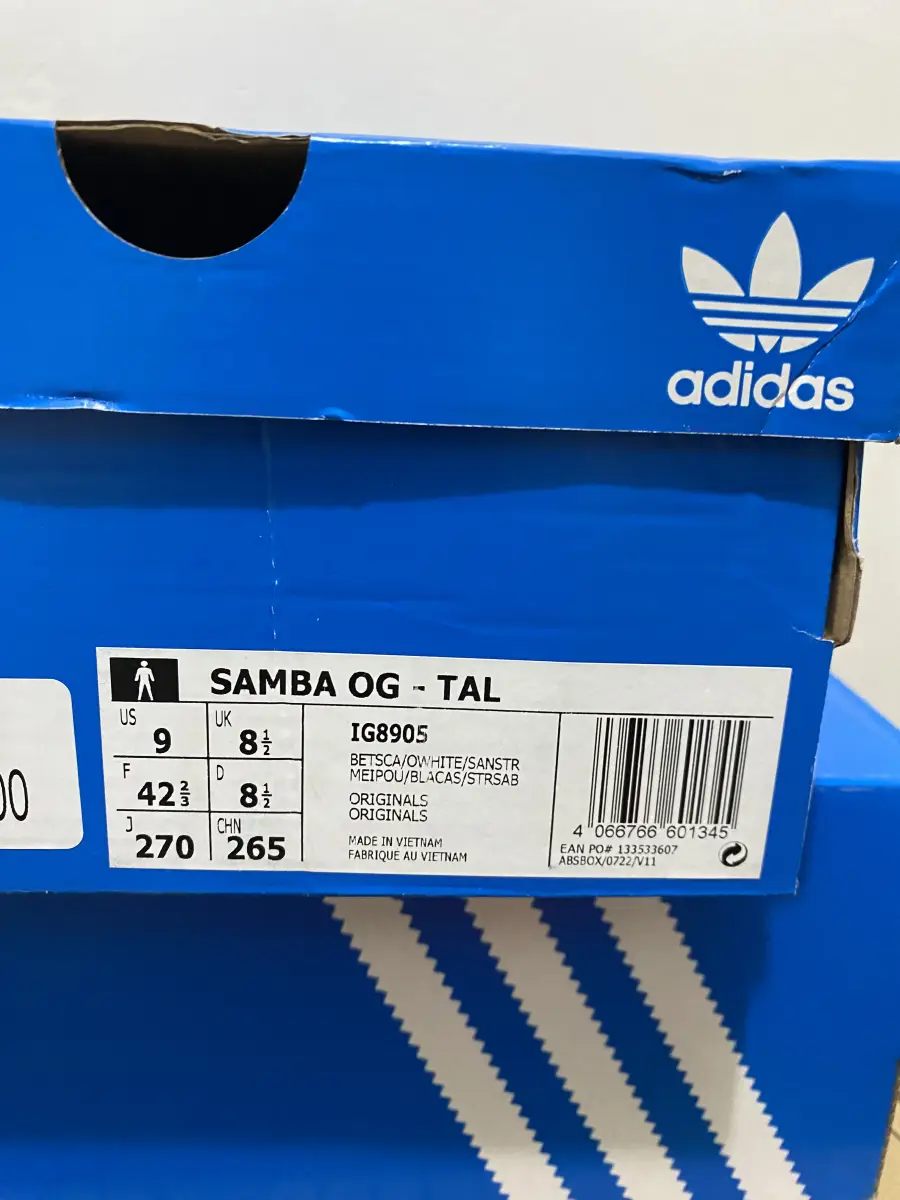 adidas
SAMBA OG - TAL
US 9
UK 8½
F 42⅔
D 8½
J 270
CHN 265
IG8905
BETSCA/OWHITE/SANSTR
MEIPOU/BLACAS/STRSAB
ORIGINALS
ORIGINALS
MADE IN VIETNAM
FABRIQUE AU VIETNAM
4 066766 601345
EAN PO# 133533607
ABSBOX/0722/V11
00